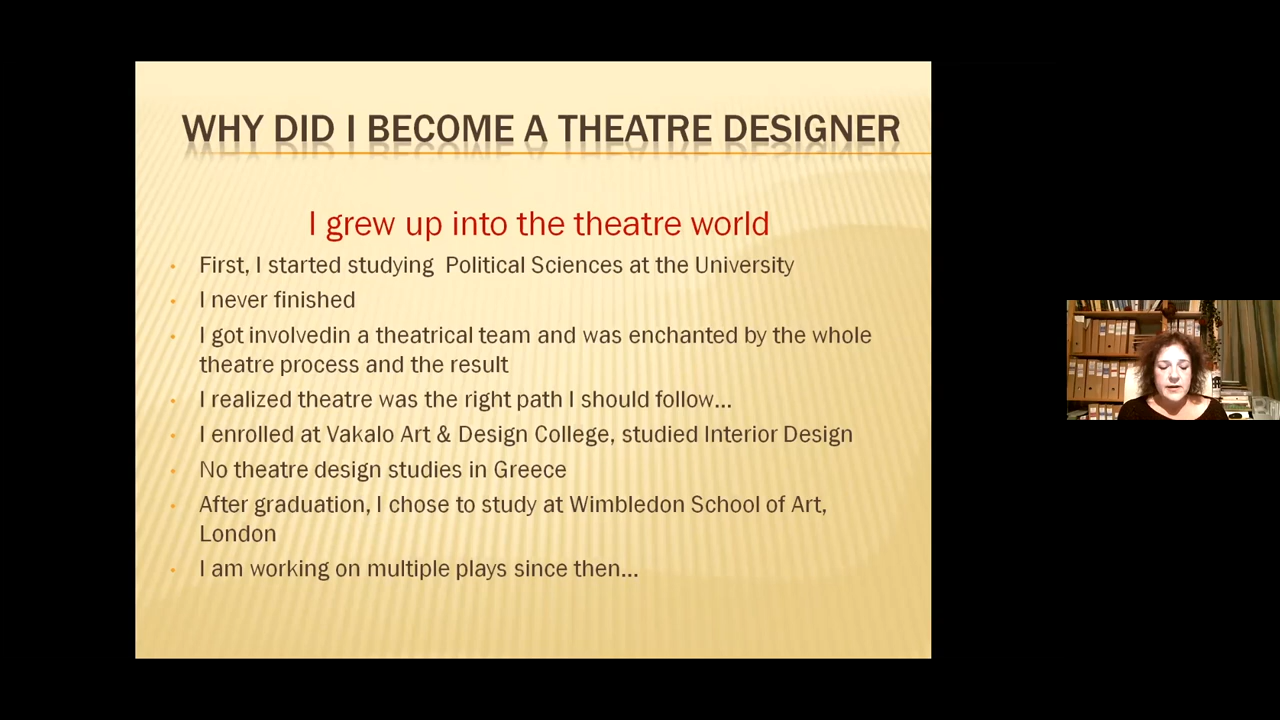 WHY DID I BECOME A THEATRE DESIGNER
I grew up into the theatre world
• First, I started studying  Political Sciences at the University
• I never finished
• I got involvedin a theatrical team and was enchanted by the whole
theatre process and the result
• I realized theatre was the right path I should follow...
• I enrolled at Vakalo Art & Design College, studied Interior Design
• No theatre design studies in Greece
• After graduation, I chose to study at Wimbledon School of Art,
London
• I am working on multiple plays since then...